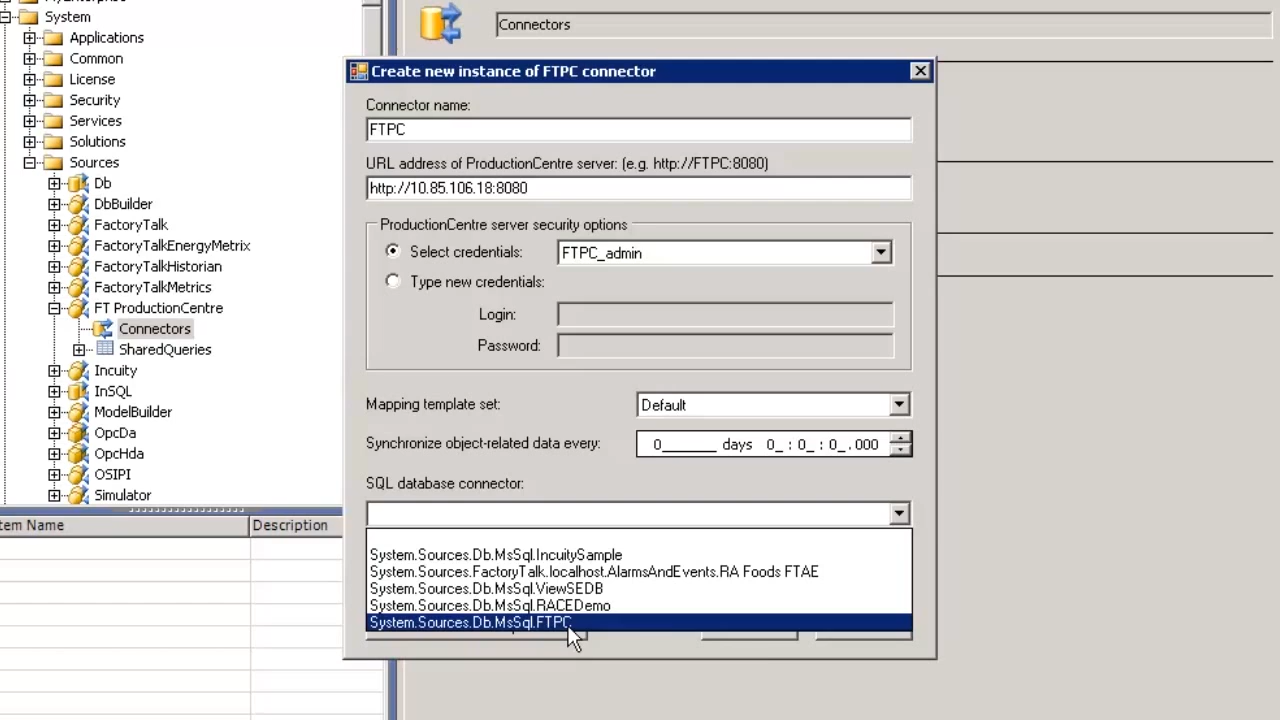 System
Applications
Common
License
Security
Services
Solutions
Sources
Db
DbBuilder
FactoryTalk
FactoryTalkEnergyMetrix
FactoryTalkHistorian
FactoryTalkMetrics
FT ProductionCentre
Connectors
SharedQueries
Incuity
InSQL
ModelBuilder
OpcDa
OpcHda
OSIPI
Simulator
tem Name
Description
Connectors
Create new instance of FTPC connector
Connector name:
FTPC
URL address of ProductionCentre server: (e.g. http://FTPC:8080)
http://10.85.106.18:8080
ProductionCentre server security options
Select credentials:
FTPC_admin
Type new credentials:
Login:
Password:
Mapping template set:
Default
Synchronize object-related data every:
0_______ days 0_ : 0_ : 0_ . 000
SQL database connector:
System.Sources.Db.MsSql.IncuitySample
System.Sources.FactoryTalk.localhost.AlarmsAndEvents.RA Foods FTAE
System.Sources.Db.MsSql.ViewSEDB
System.Sources.Db.MsSql.RACEDemo
System.Sources.Db.MsSql.FTPC